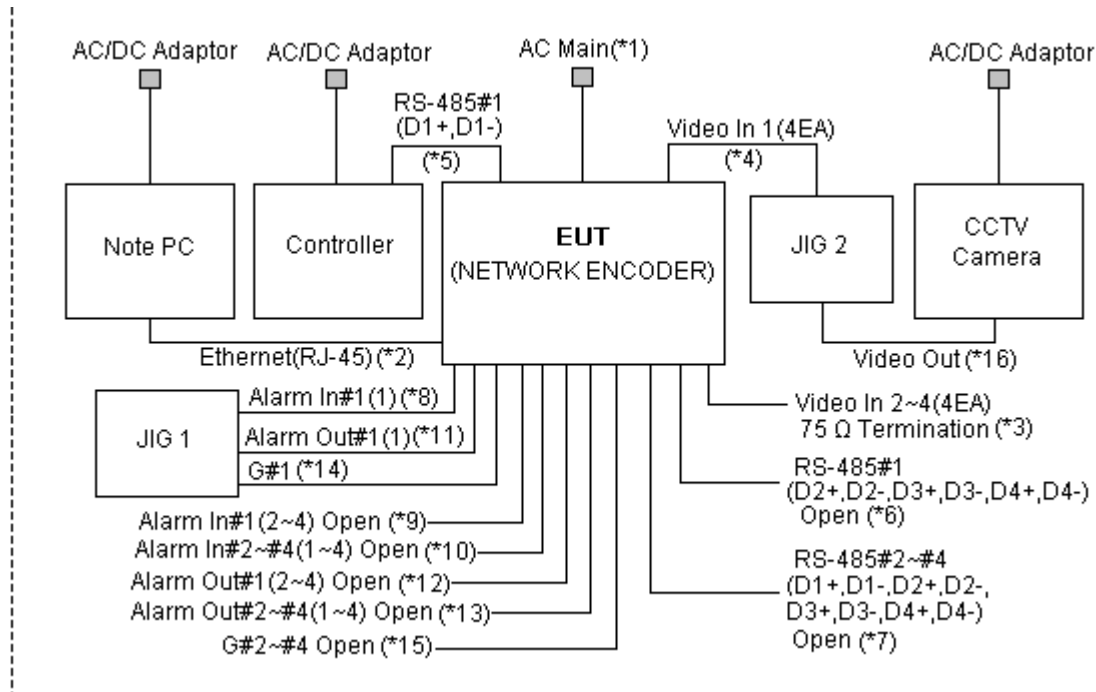 AC/DC Adaptor
AC/DC Adaptor
AC Main(*1)
AC/DC Adaptor
RS-485#1
(D1+,D1-)
(*5)
Video In 1(4EA)
(*4)
Note PC
Controller
EUT
(NETWORK ENCODER)
JIG 2
CCTV
Camera
Ethernet(RJ-45)(*2)
Video Out(*16)
JIG 1
Alarm In#1(1)(*8)
Alarm Out#1(1)(*11)
G#1(*14)
Video In 2~4(4EA)
75 Ω Termination(*3)
RS-485#1
(D2+,D2-,D3+,D3-,D4+,D4-)
Open (*6)
Alarm In#1(2~4) Open (*9)
Alarm In#2~#4(1~4) Open (*10)
Alarm Out#1(2~4) Open (*12)
Alarm Out#2~#4(1~4) Open (*13)
G#2~#4 Open (*15)
RS-485#2~#4
(D1+,D1-,D2+,D2-,
D3+,D3-,D4+,D4-)
Open (*7)